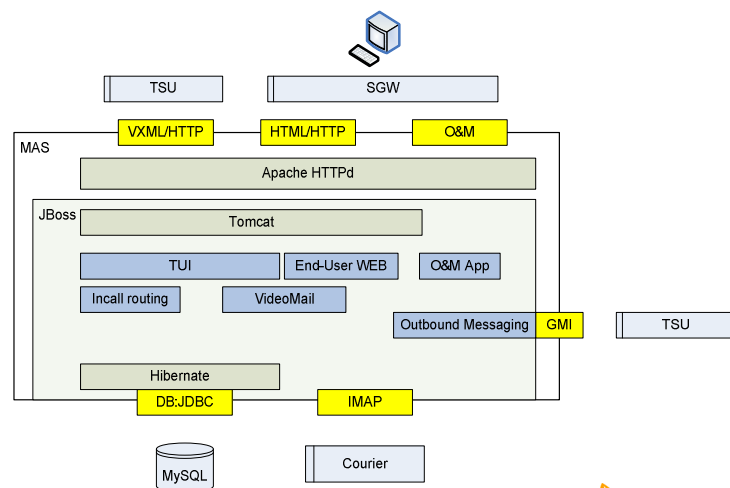 TSU
SGW
VXML/HTTP
HTML/HTTP
O&M
MAS
Apache HTTPd
JBoss
Tomcat
TUI
End-User WEB
O&M App
Incall routing
VideoMail
Outbound Messaging
GMI
TSU
Hibernate
DB:JDBC
IMAP
MySQL
Courier